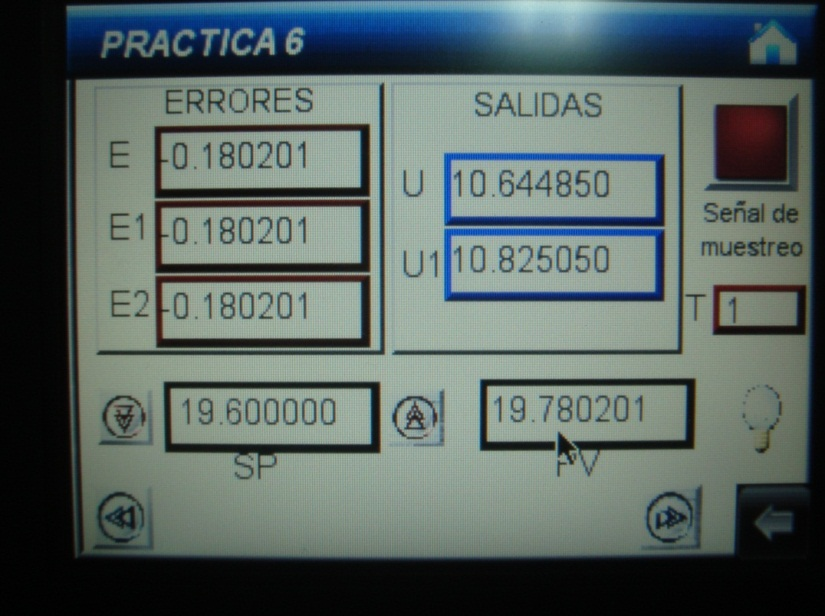 PRACTICA 6
ERRORES
E -0.180201
E1 -0.180201
E2 -0.180201
SALIDAS
U 10.644850
U1 10.825050
Señal de
muestreo
T 1
19.600000
SP
19.780201
PV